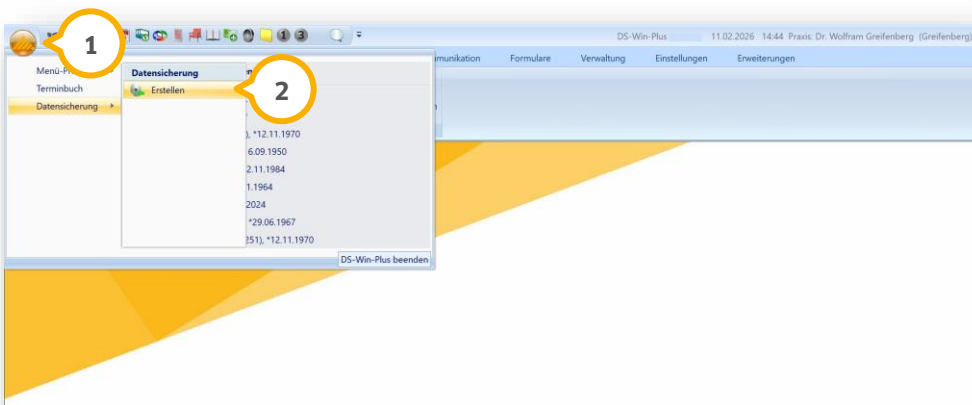 1
DS-Win-Plus 11.02.2026 14:44 Praxis: Dr. Wolfram Greifenberg (Greifenberg)
Formulare Verwaltung Einstellungen Erweiterungen
Terminbuch
Datensicherung
Datensicherung
Erstellen
2
*12.11.1970
6.09.1950
2.11.1984
1.1964
2024
*29.06.1967
251), *12.11.1970
DS-Win-Plus beenden